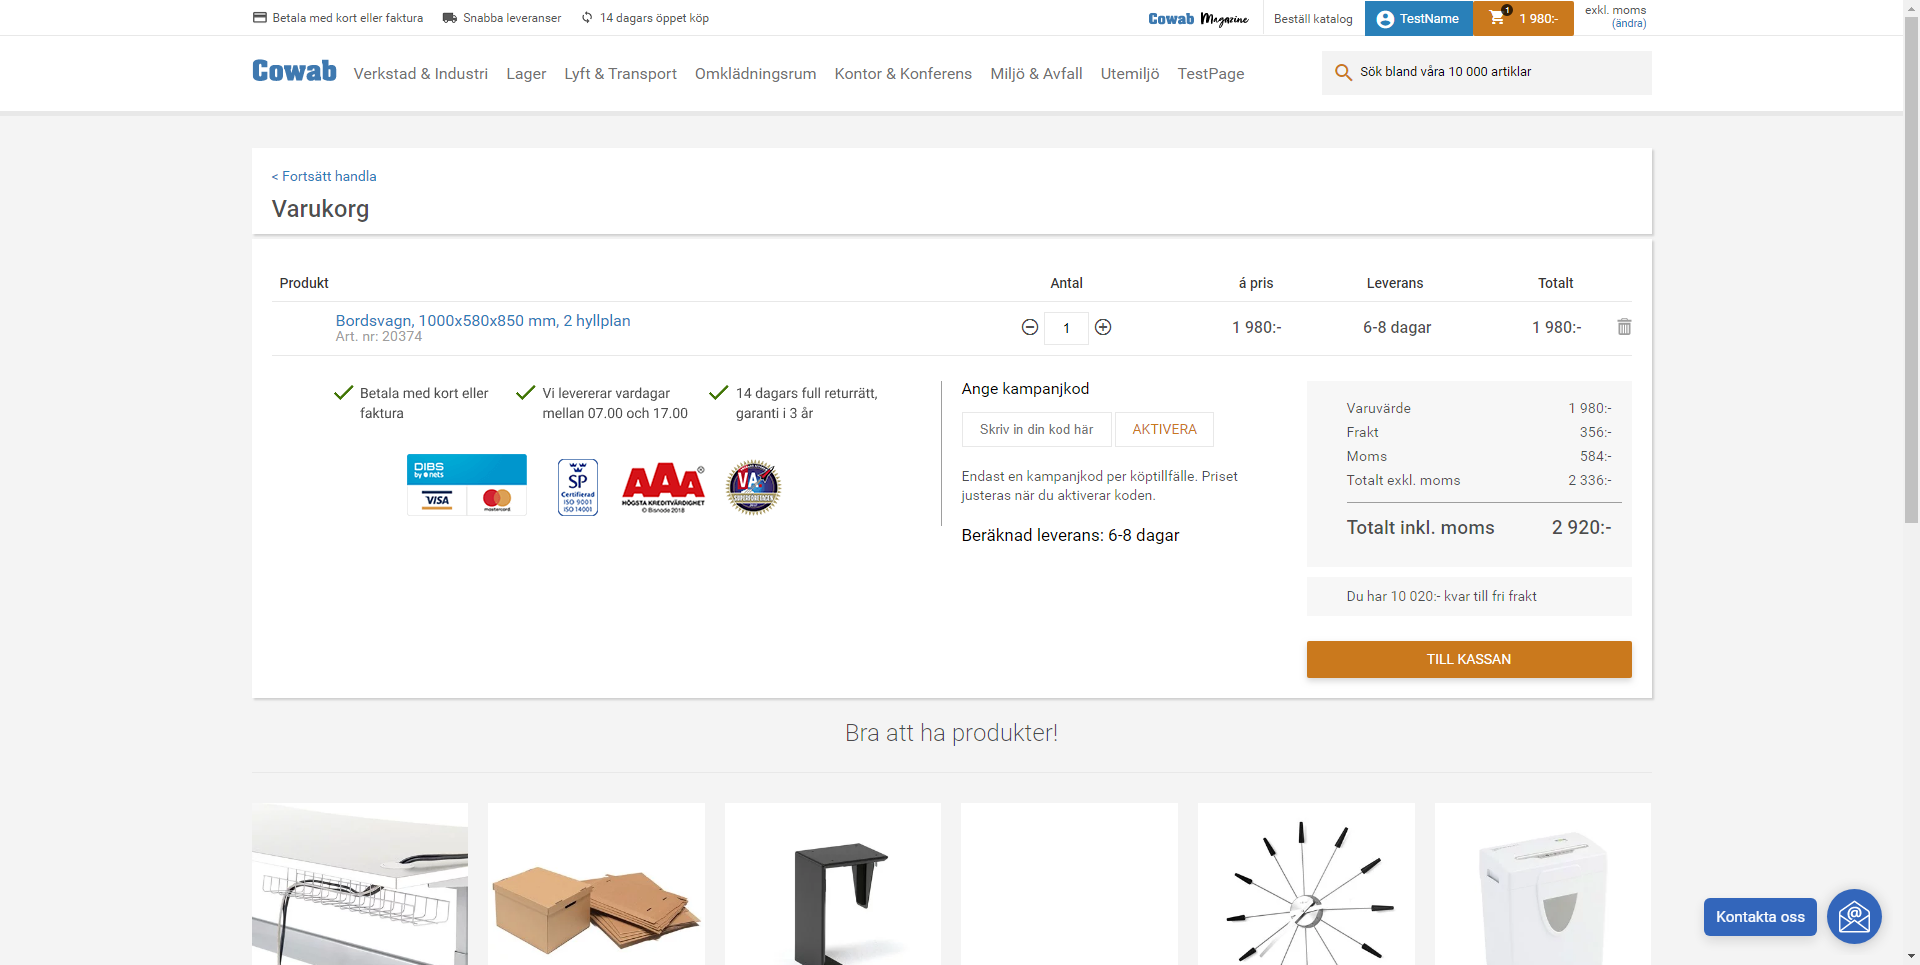 Betala med kort eller faktura Snabba leveranser 14 dagars öppet köp
Cowab Magazine Beställ katalog TestName 1 1 980:- exkl. moms
(ändra)
Cowab Verkstad & Industri Lager Lyft & Transport Omklädningsrum Kontor & Konferens Miljö & Avfall Utemiljö TestPage
Sök bland våra 10 000 artiklar
< Fortsätt handla
Varukorg
Produkt Antal á pris Leverans Totalt
Bordsvagn, 1000x580x850 mm, 2 hyllplan
Art. nr: 20374
1 1 980:- 6-8 dagar 1 980:-
Betala med kort eller
faktura
Vi levererar vardagar
mellan 07.00 och 17.00
14 dagars full returrätt,
garanti i 3 år
DIBS
by nets
VISA mastercard
SP
Certifierad
ISO 9001
ISO 14001
AAA®
HÖGSTA KREDITVÄRDIGHET
© Bisnode 2018
VA
SUPERFÖRETAGEN
Ange kampanjkod
Skriv in din kod här AKTIVERA
Endast en kampanjkod per köptillfälle. Priset
justeras när du aktiverar koden.
Beräknad leverans: 6-8 dagar
Varuvärde 1 980:-
Frakt 356:-
Moms 584:-
Totalt exkl. moms 2 336:-
Totalt inkl. moms 2 920:-
Du har 10 020:- kvar till fri frakt
TILL KASSAN
Bra att ha produkter!
Kontakta oss